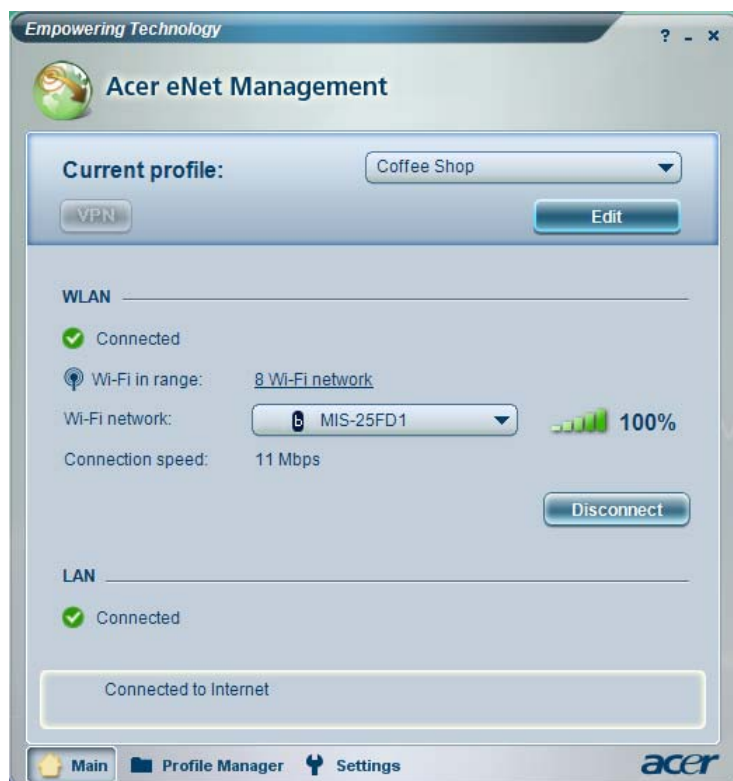 Empowering Technology
? - ×
Acer eNet Management
Current profile: Coffee Shop
VPN Edit
WLAN
Connected
Wi-Fi in range: 8 Wi-Fi network
Wi-Fi network: b MIS-25FD1 100%
Connection speed: 11 Mbps
Disconnect
LAN
Connected
Connected to Internet
Main Profile Manager Settings acer